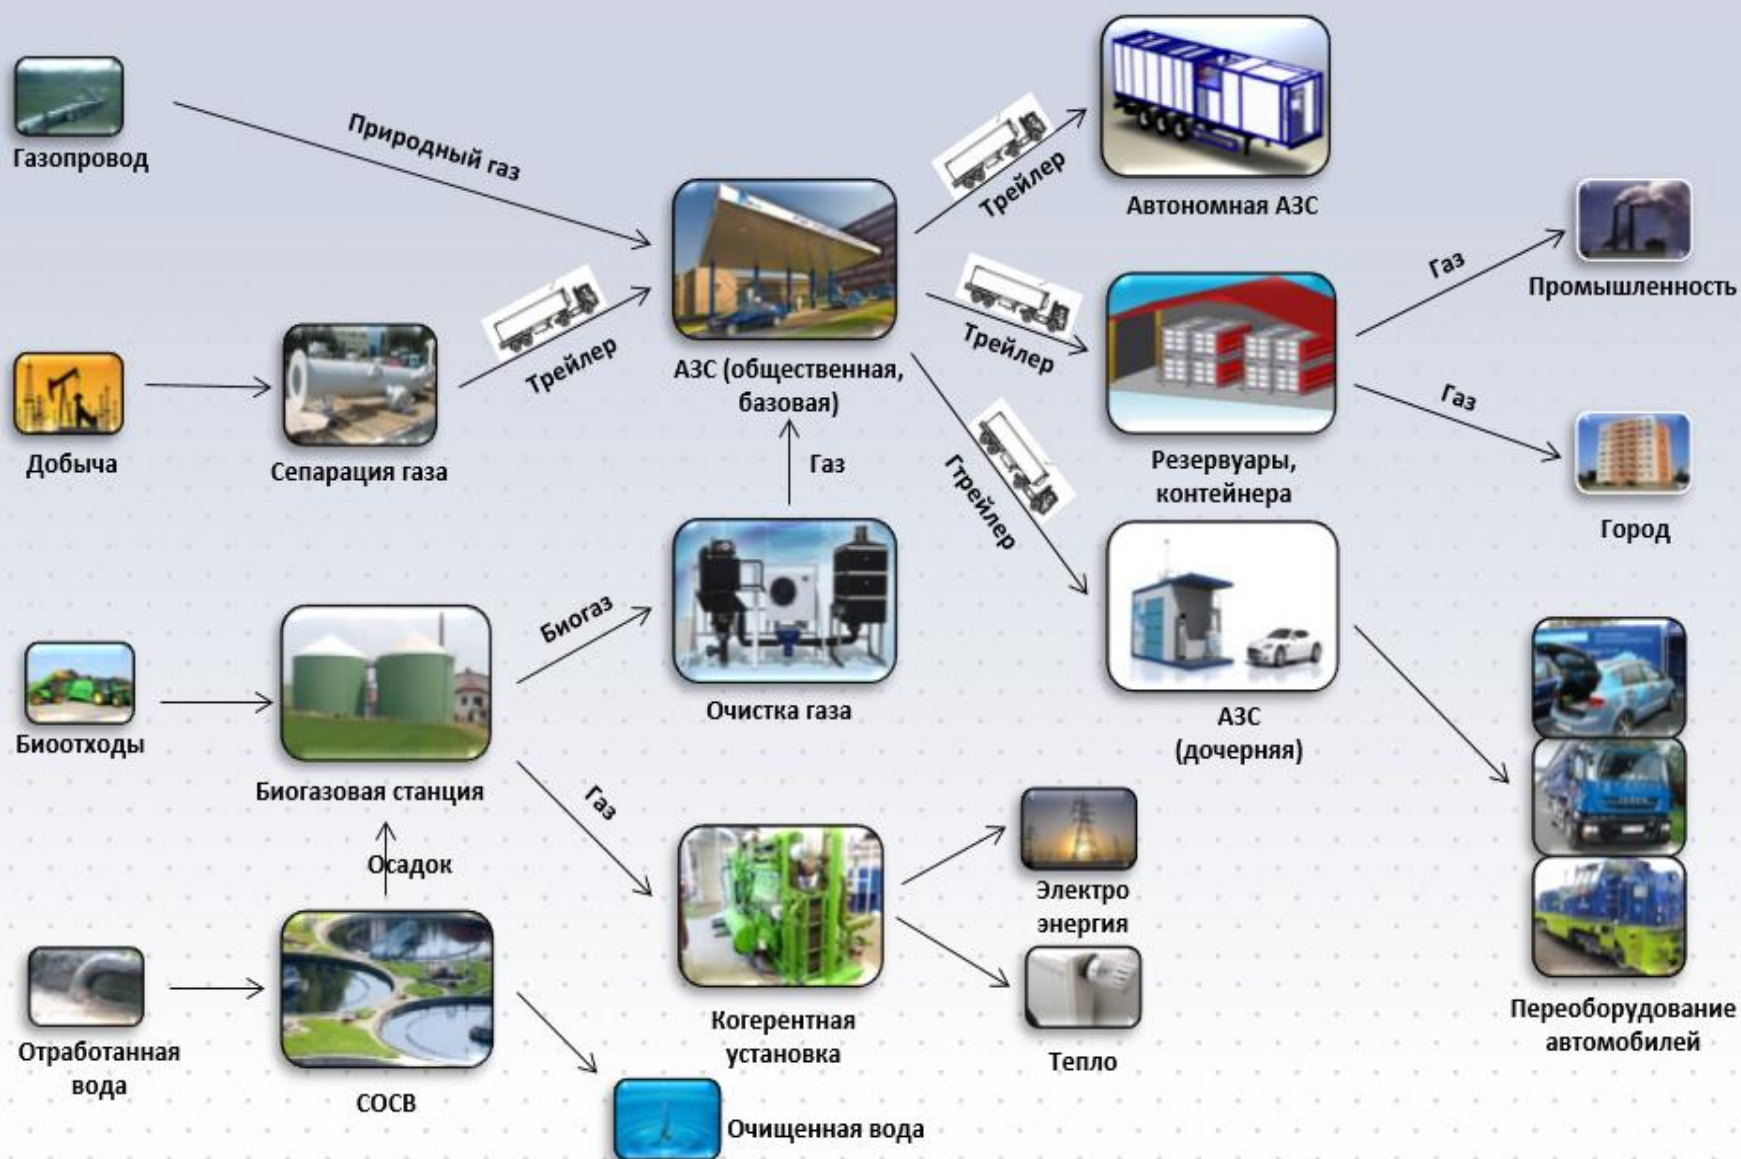 Газопровод
Природный газ
Трейлер
Автономная АЗС
Добыча
Сепарация газа
Трейлер
АЗС (общественная,
базовая)
Трейлер
Резервуары,
контейнера
Газ
Промышленность
Газ
Город
Газ
Гтрейлер
Биоотходы
Биогазовая станция
Биогаз
Очистка газа
АЗС
(дочерняя)
Газ
Осадок
Отработанная
вода
СОСВ
Когерентная
установка
Электро
энергия
Тепло
Переоборудование
автомобилей
Очищенная вода